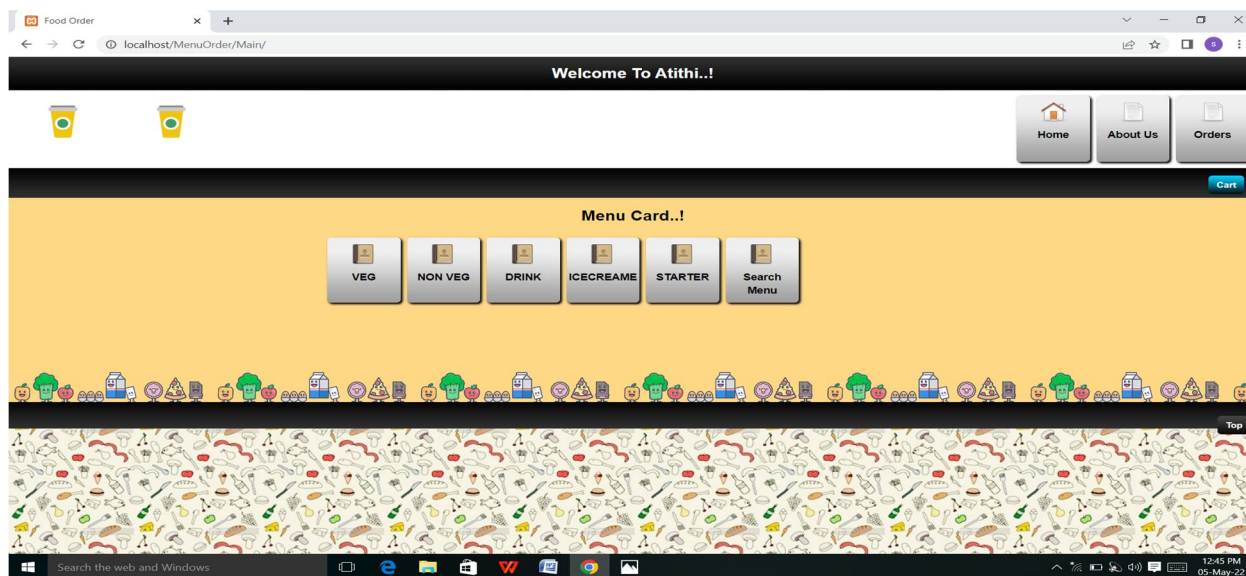 Food Order
localhost/MenuOrder/Main/
S
Welcome To Atithi..!
Home
About Us
Orders
Cart
Menu Card..!
VEG
NON VEG
DRINK
ICECREAME
STARTER
Search
Menu
Top
Search the web and Windows
12:45 PM
05-May-22